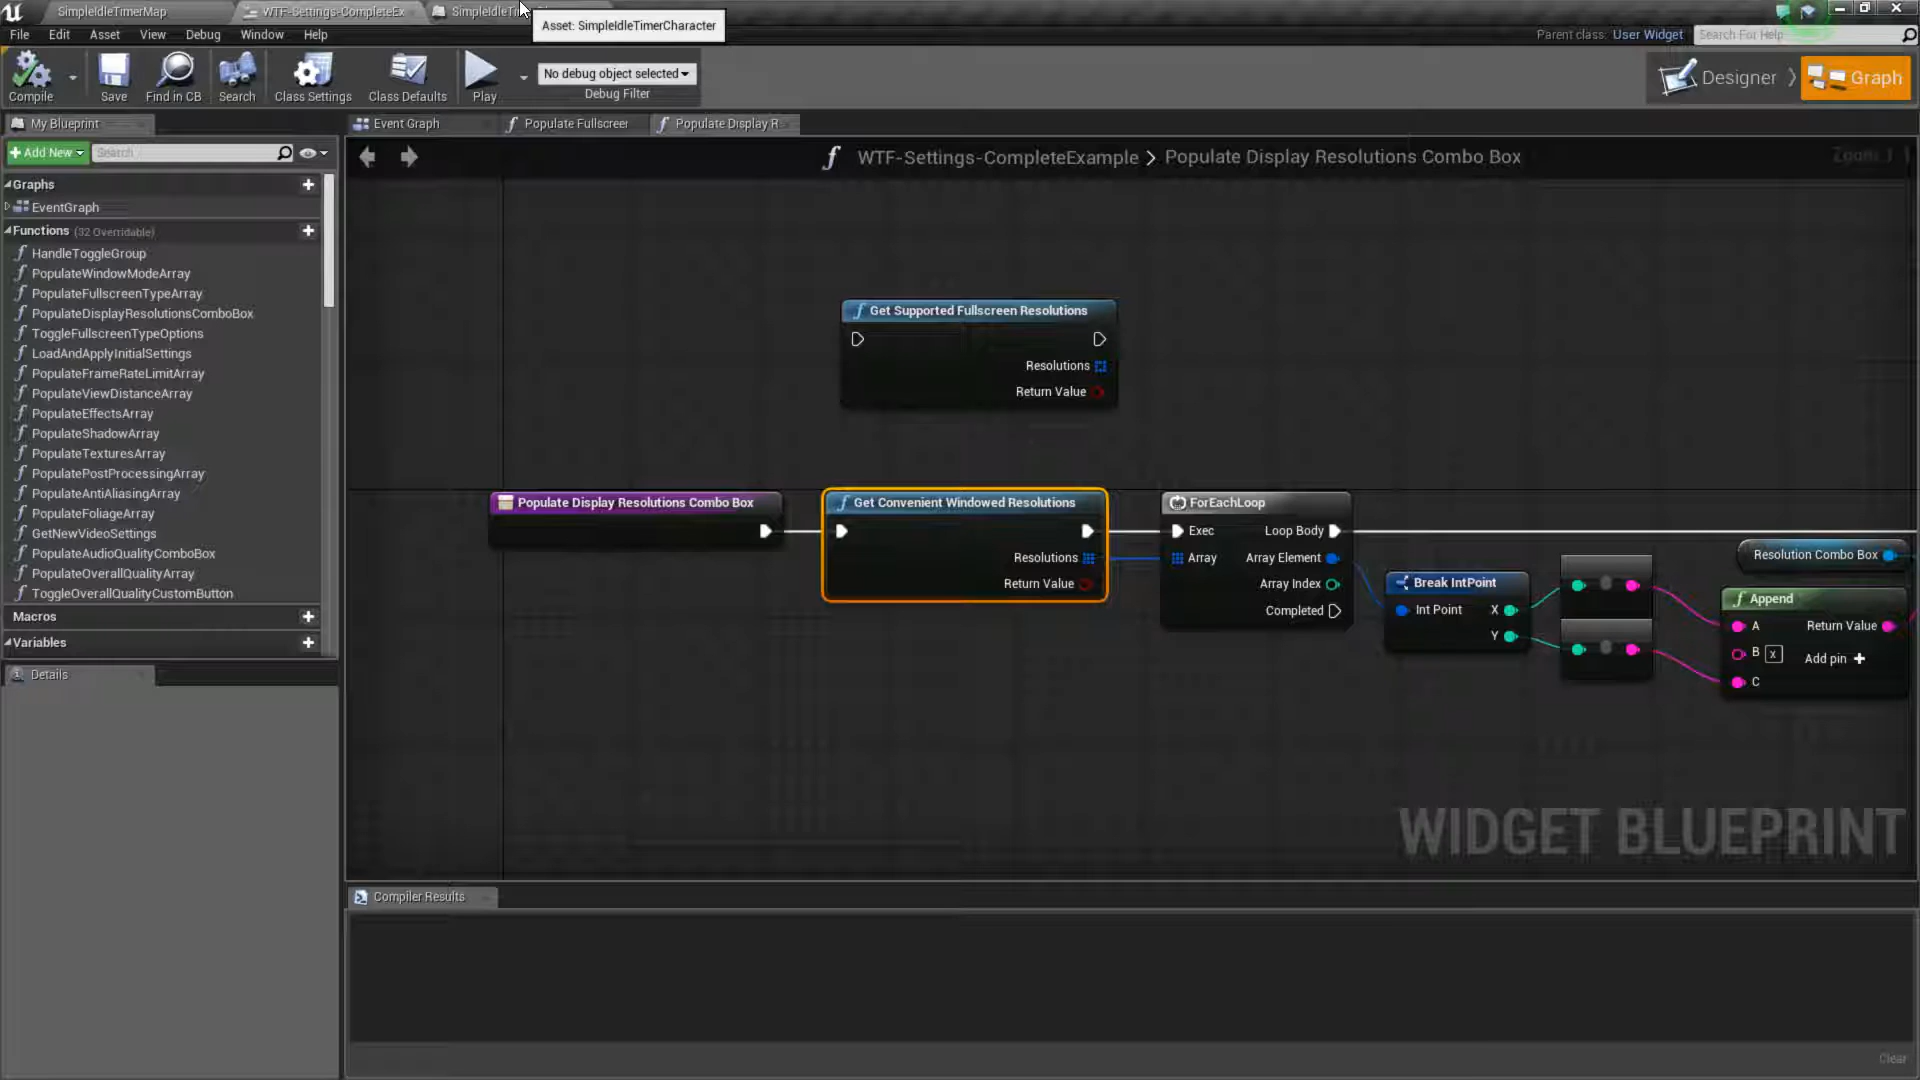 SimpleIdleTimerMap
WTF-Settings-CompleteEx
SimpleIdleTim
Asset: SimpleIdleTimerCharacter
File Edit Asset View Debug Window Help
Parent class: User Widget
Search For Help
Compile
Save
Find in CB
Search
Class Settings
Class Defaults
Play
No debug object selected
Debug Filter
Designer
Graph
My Blueprint
Event Graph
Populate Fullscreer
Populate Display R
+ Add New
Search
WTF-Settings-CompleteExample > Populate Display Resolutions Combo Box
Graphs
EventGraph
Functions (32 Overridable)
HandleToggleGroup
PopulateWindowModeArray
PopulateFullscreenTypeArray
PopulateDisplayResolutionsComboBox
ToggleFullscreenTypeOptions
LoadAndApplyInitialSettings
PopulateFrameRateLimitArray
PopulateViewDistanceArray
PopulateEffectsArray
PopulateShadowArray
PopulateTexturesArray
PopulatePostProcessingArray
PopulateAntiAliasingArray
PopulateFoliageArray
GetNewVideoSettings
PopulateAudioQualityComboBox
PopulateOverallQualityArray
ToggleOverallQualityCustomButton
Macros
Variables
Details
Get Supported Fullscreen Resolutions
Resolutions
Return Value
Populate Display Resolutions Combo Box
Get Convenient Windowed Resolutions
Resolutions
Return Value
ForEachLoop
Exec Loop Body
Array Array Element
Array Index
Completed
Break IntPoint
Int Point X
Y
Resolution Combo Box
Append
A Return Value
B x
Add pin +
C
WIDGET BLUEPRINT
Compiler Results
Clear